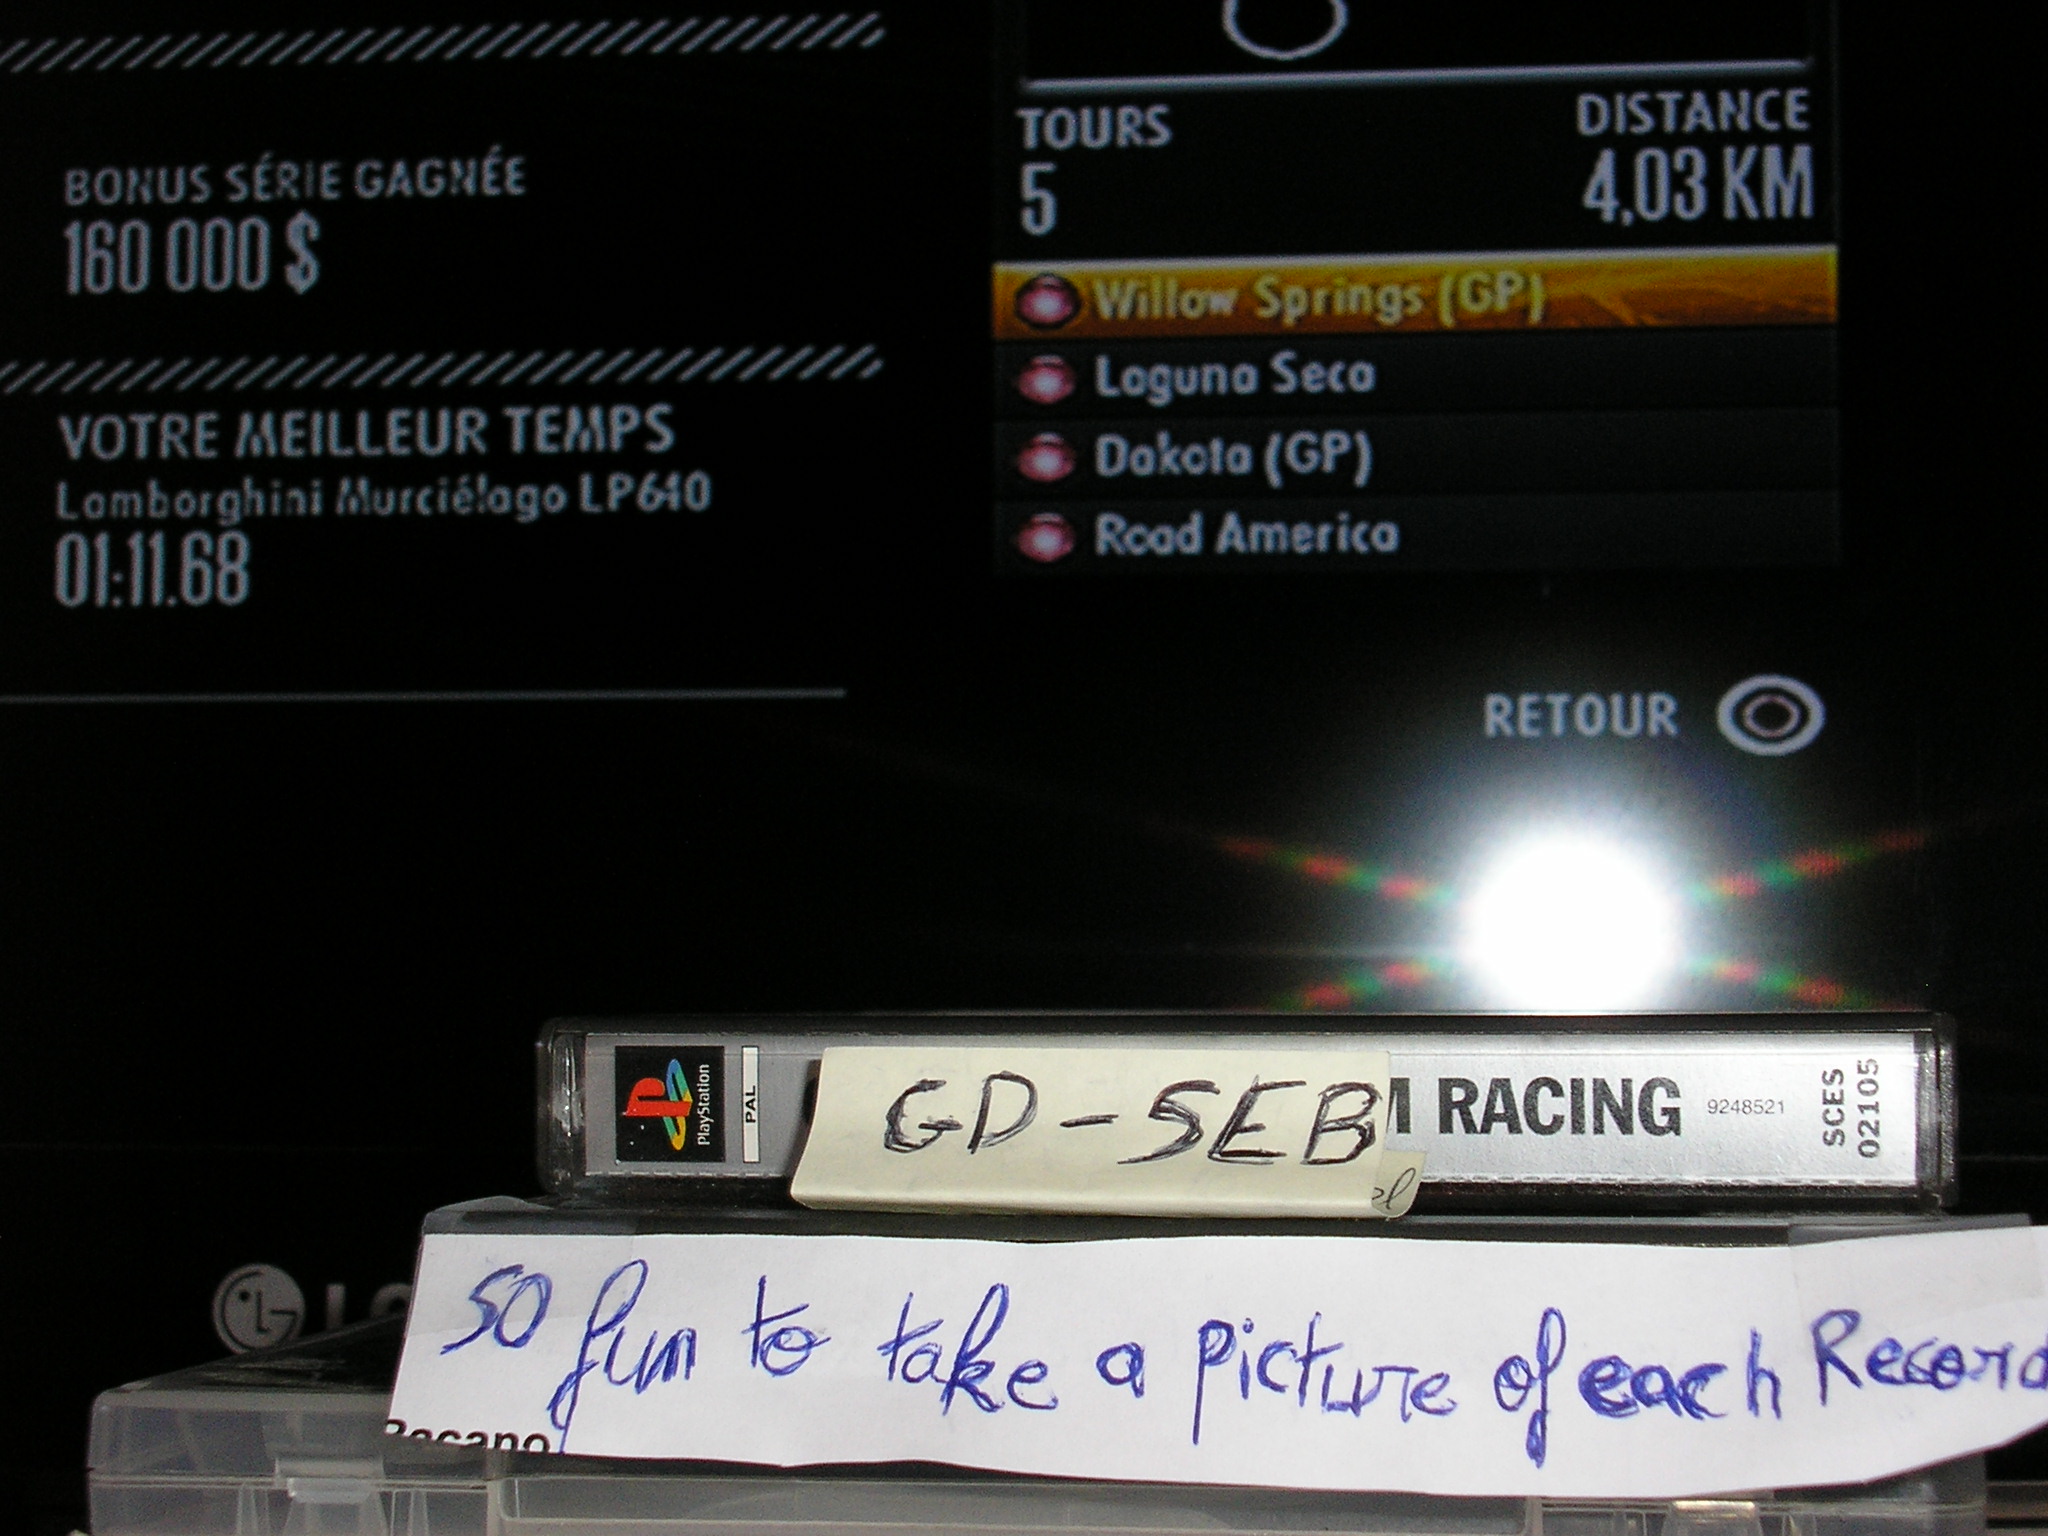 BONUS SÉRIE GAGNÉE
160 000 $
VOTRE MEILLEUR TEMPS
Lamborghini Murciélago LP640
01:11.68
TOURS
5
DISTANCE
4,03 KM
Willow Springs (GP)
Laguna Seca
Dakota (GP)
Road America
RETOUR
PlayStation
PAL
GD-SEB
M RACING
9248521
SCES
02105
LG
so fun to take a picture of each Record